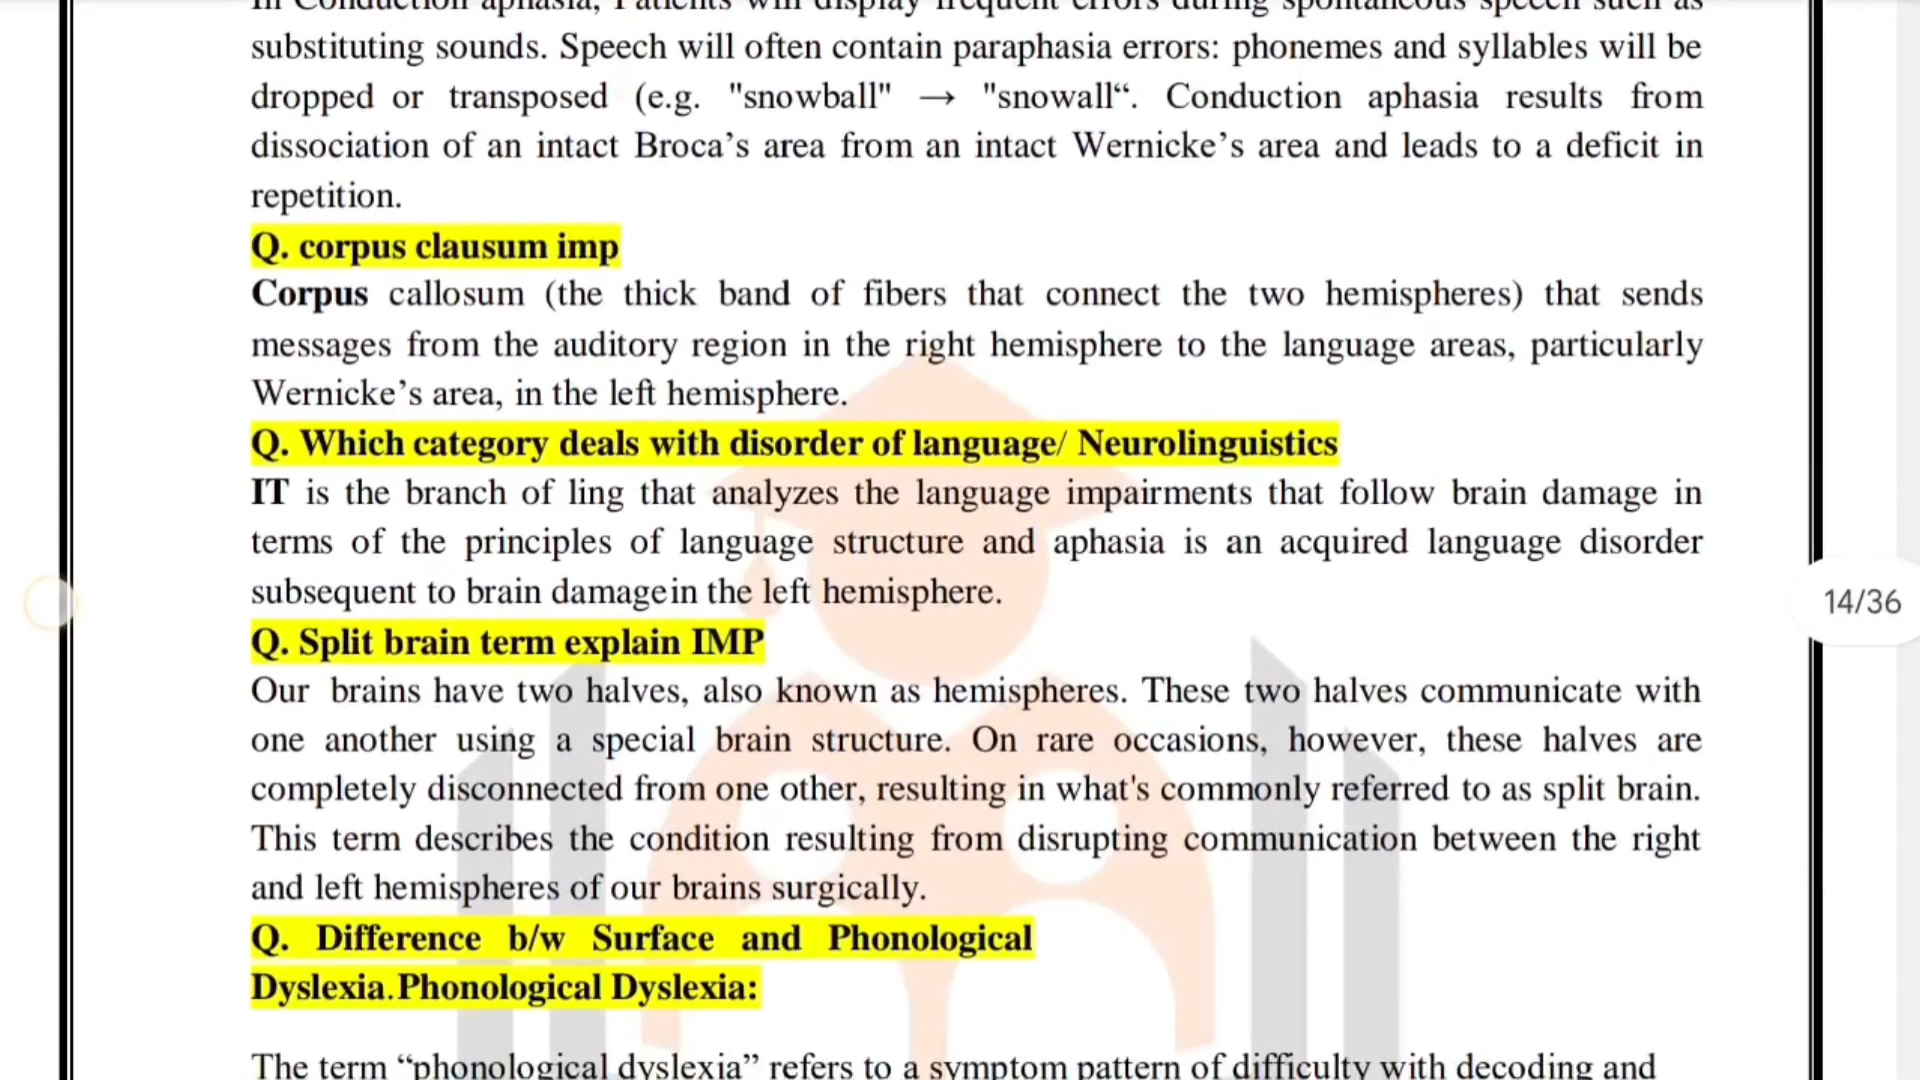 In Conduction aphasia, Patients will display frequent errors during spontaneous speech such as
substituting sounds. Speech will often contain paraphasia errors: phonemes and syllables will be
dropped or transposed (e.g. "snowball" → "snowall“. Conduction aphasia results from
dissociation of an intact Broca’s area from an intact Wernicke’s area and leads to a deficit in
repetition.
Q. corpus clausum imp
Corpus callosum (the thick band of fibers that connect the two hemispheres) that sends
messages from the auditory region in the right hemisphere to the language areas, particularly
Wernicke’s area, in the left hemisphere.
Q. Which category deals with disorder of language/ Neurolinguistics
IT is the branch of ling that analyzes the language impairments that follow brain damage in
terms of the principles of language structure and aphasia is an acquired language disorder
subsequent to brain damagein the left hemisphere.
14/36
Q. Split brain term explain IMP
Our brains have two halves, also known as hemispheres. These two halves communicate with
one another using a special brain structure. On rare occasions, however, these halves are
completely disconnected from one other, resulting in what's commonly referred to as split brain.
This term describes the condition resulting from disrupting communication between the right
and left hemispheres of our brains surgically.
Q. Difference b/w Surface and Phonological
Dyslexia.Phonological Dyslexia:
The term “phonological dyslexia” refers to a symptom pattern of difficulty with decoding and